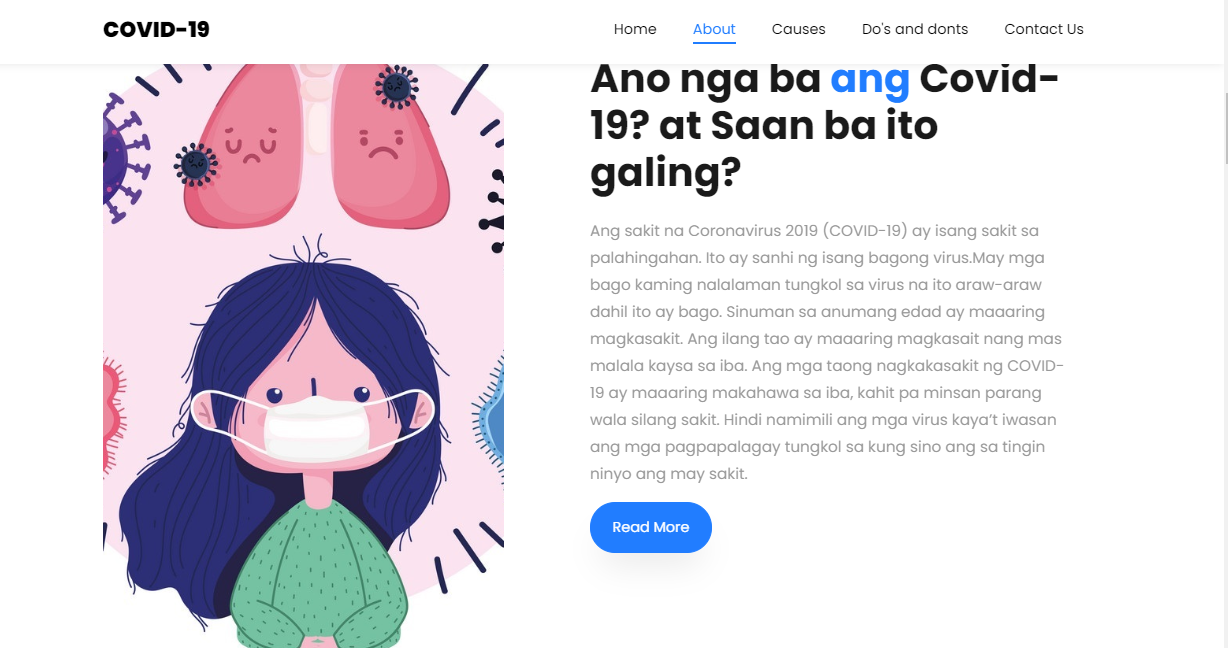 COVID-19
Home About Causes Do's and donts Contact Us
Ano nga ba ang Covid-
19? at Saan ba ito
galing?
Ang sakit na Coronavirus 2019 (COVID-19) ay isang sakit sa
palahingahan. Ito ay sanhi ng isang bagong virus.May mga
bago kaming nalalaman tungkol sa virus na ito araw-araw
dahil ito ay bago. Sinuman sa anumang edad ay maaaring
magkasakit. Ang ilang tao ay maaaring magkasait nang mas
malala kaysa sa iba. Ang mga taong nagkakasakit ng COVID-
19 ay maaaring makahawa sa iba, kahit pa minsan parang
wala silang sakit. Hindi namimili ang mga virus kaya’t iwasan
ang mga pagpapalagay tungkol sa kung sino ang sa tingin
ninyo ang may sakit.
Read More